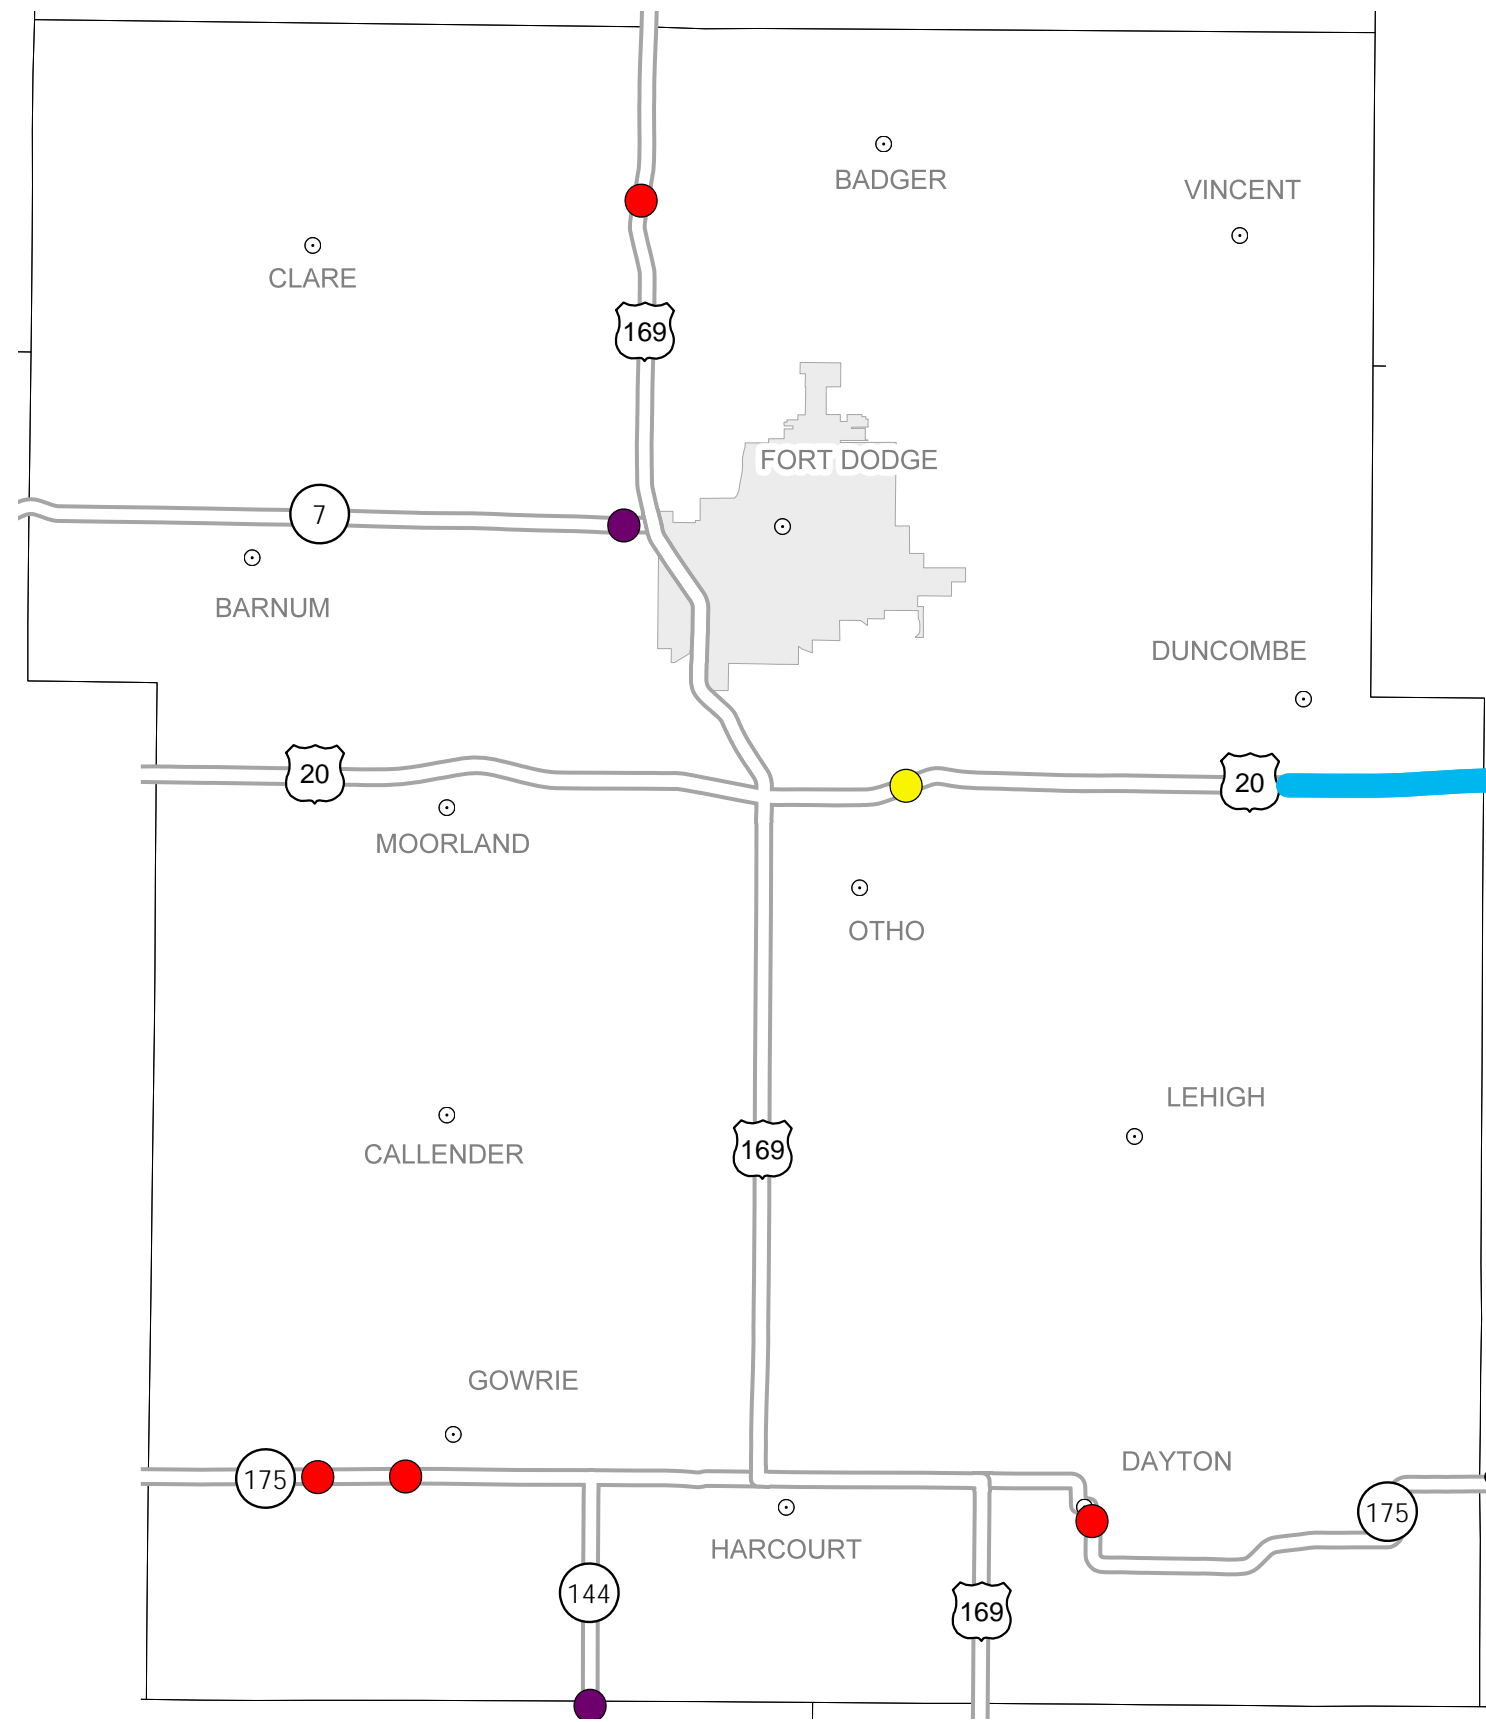 BADGER
VINCENT
CLARE
169
FORT DODGE
7
BARNUM
DUNCOMBE
20
20
MOORLAND
OTHO
LEHIGH
169
CALLENDER
GOWRIE
DAYTON
175
175
HARCOURT
144
169